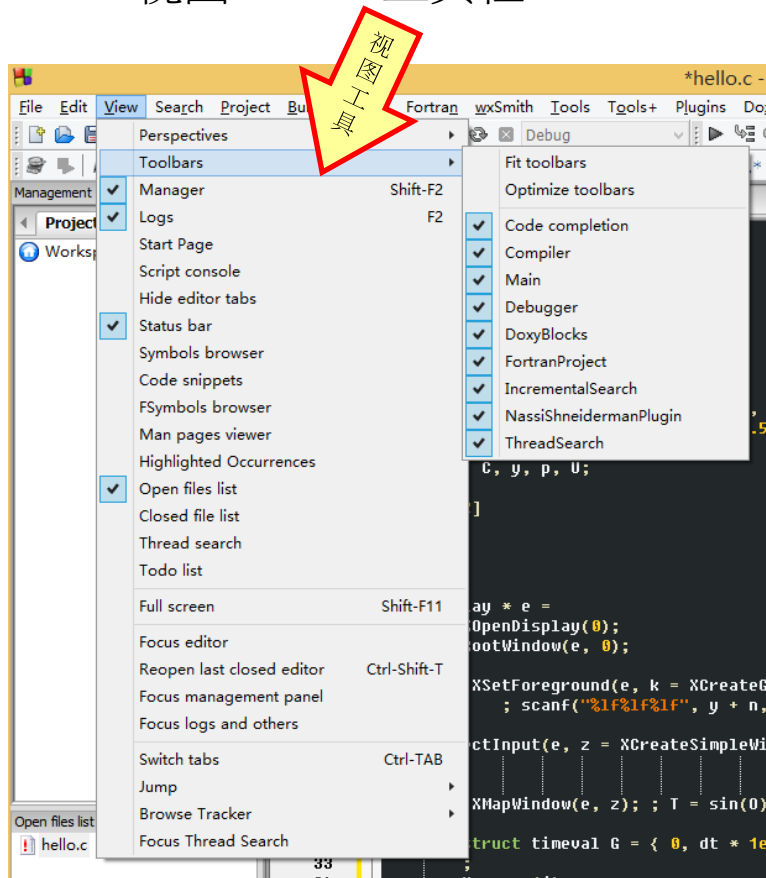 *hello.c -
File Edit View Search Project Fortran wxSmith Tools Tools+ Plugins
视图工具
Perspectives
Debug
Toolbars
Fit toolbars
Management
Manager Shift-F2
Optimize toolbars
Logs F2
Start Page
Code completion
Script console
Compiler
Hide editor tabs
Main
Status bar
Debugger
Symbols browser
DoxyBlocks
Code snippets
FortranProject
FSymbols browser
IncrementalSearch
Man pages viewer
NassiShneidermanPlugin
Highlighted Occurrences
ThreadSearch
Open files list
C, y, p, U;
Closed file list
]
Thread search
Todo list
Full screen Shift-F11
ay * e =
OpenDisplay(0);
Focus editor
ootWindow(e, 0);
Reopen last closed editor Ctrl-Shift-T
Focus management panel
XSetForeground(e, k = XCreateG
Focus logs and others
; scanf("%lf%lf%lf", y + n,
Switch tabs Ctrl-TAB
ctInput(e, z = XCreateSimpleWi
Jump
Browse Tracker
XMapWindow(e, z); ; T = sin(O)
Open files list
Focus Thread Search
hello.c
truct timeval G = { 0, dt * 1e
33
;